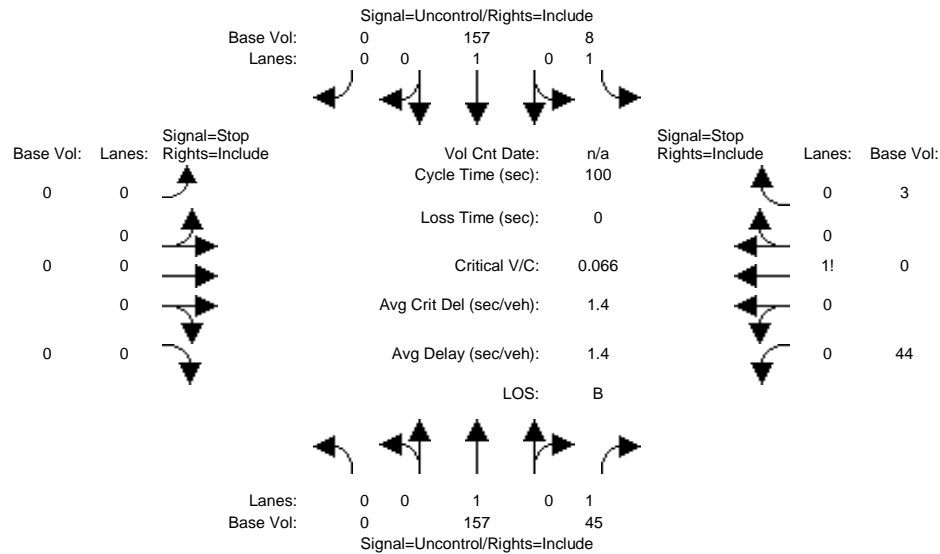 Signal=Uncontrol/Rights=Include
Base Vol: 0 157 8
Lanes: 0 0 1 0 1
Signal=Stop Signal=Stop
Base Vol: Lanes: Rights=Include Vol Cnt Date: n/a Rights=Include Lanes: Base Vol:
Cycle Time (sec): 100
0 0 0 3
Loss Time (sec): 0
0 0
0 0 Critical V/C: 0.066 1! 0
0 Avg Crit Del (sec/veh): 1.4 0
0 0 Avg Delay (sec/veh): 1.4 0 44
LOS: B
Lanes: 0 0 1 0 1
Base Vol: 0 157 45
Signal=Uncontrol/Rights=Include